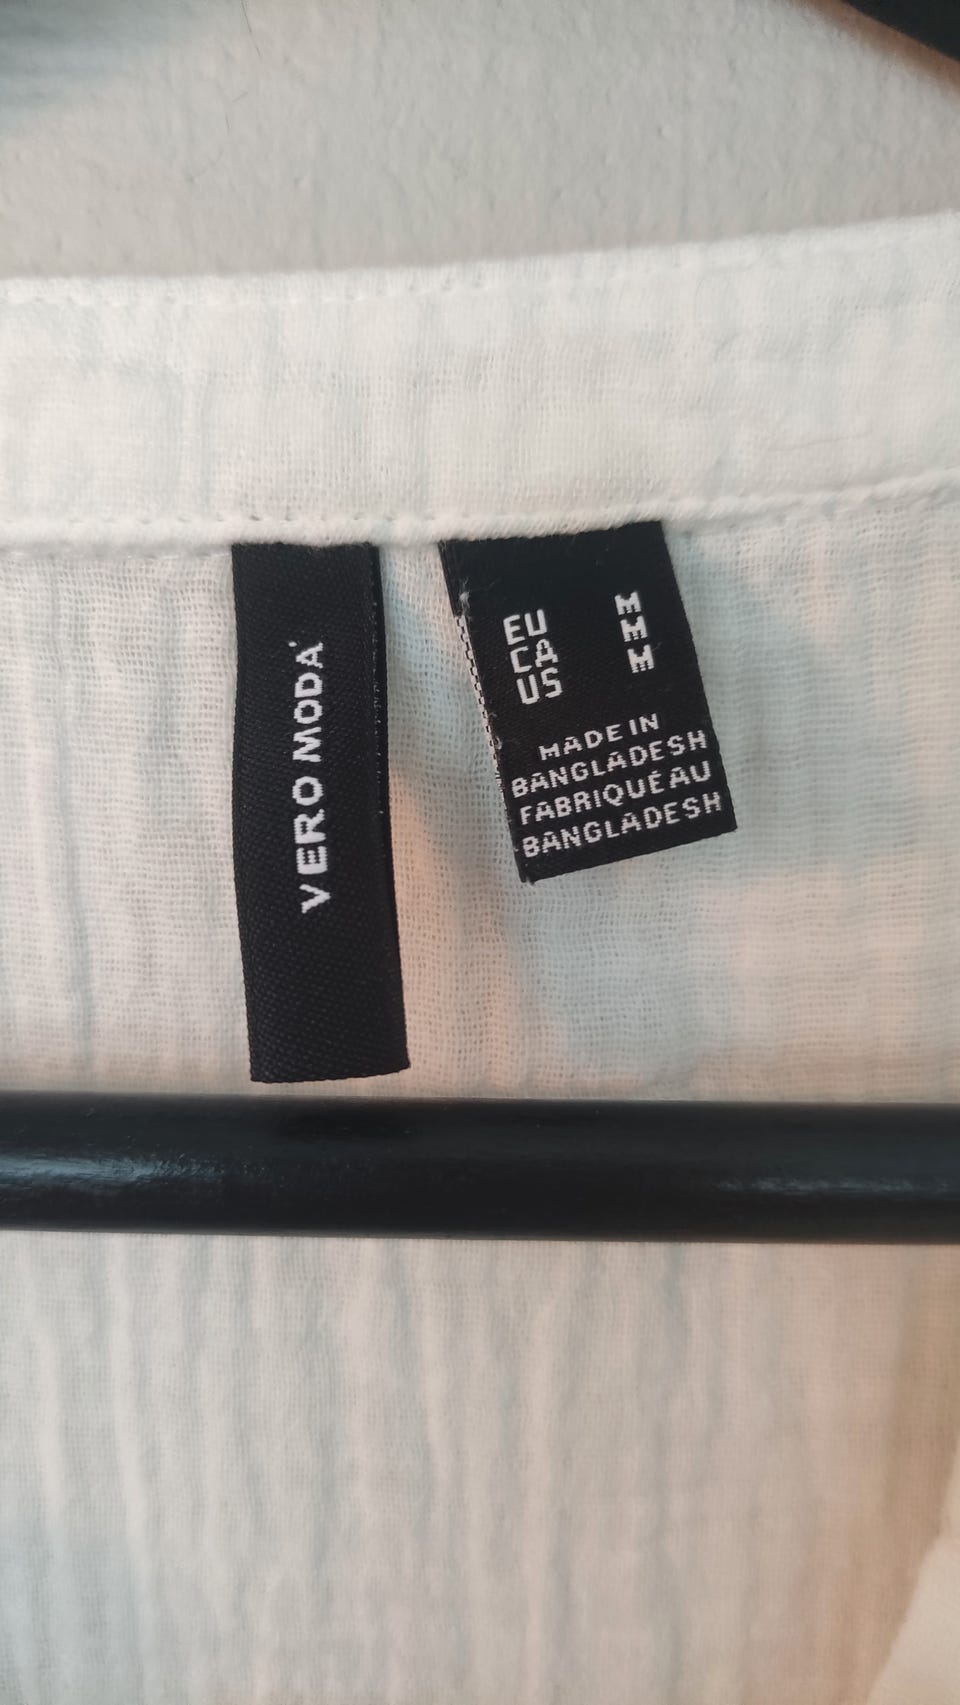 VERO MODA
EU M
CA M
US M
MADE IN
BANGLADESH
FABRIQUÉ AU
BANGLADESH